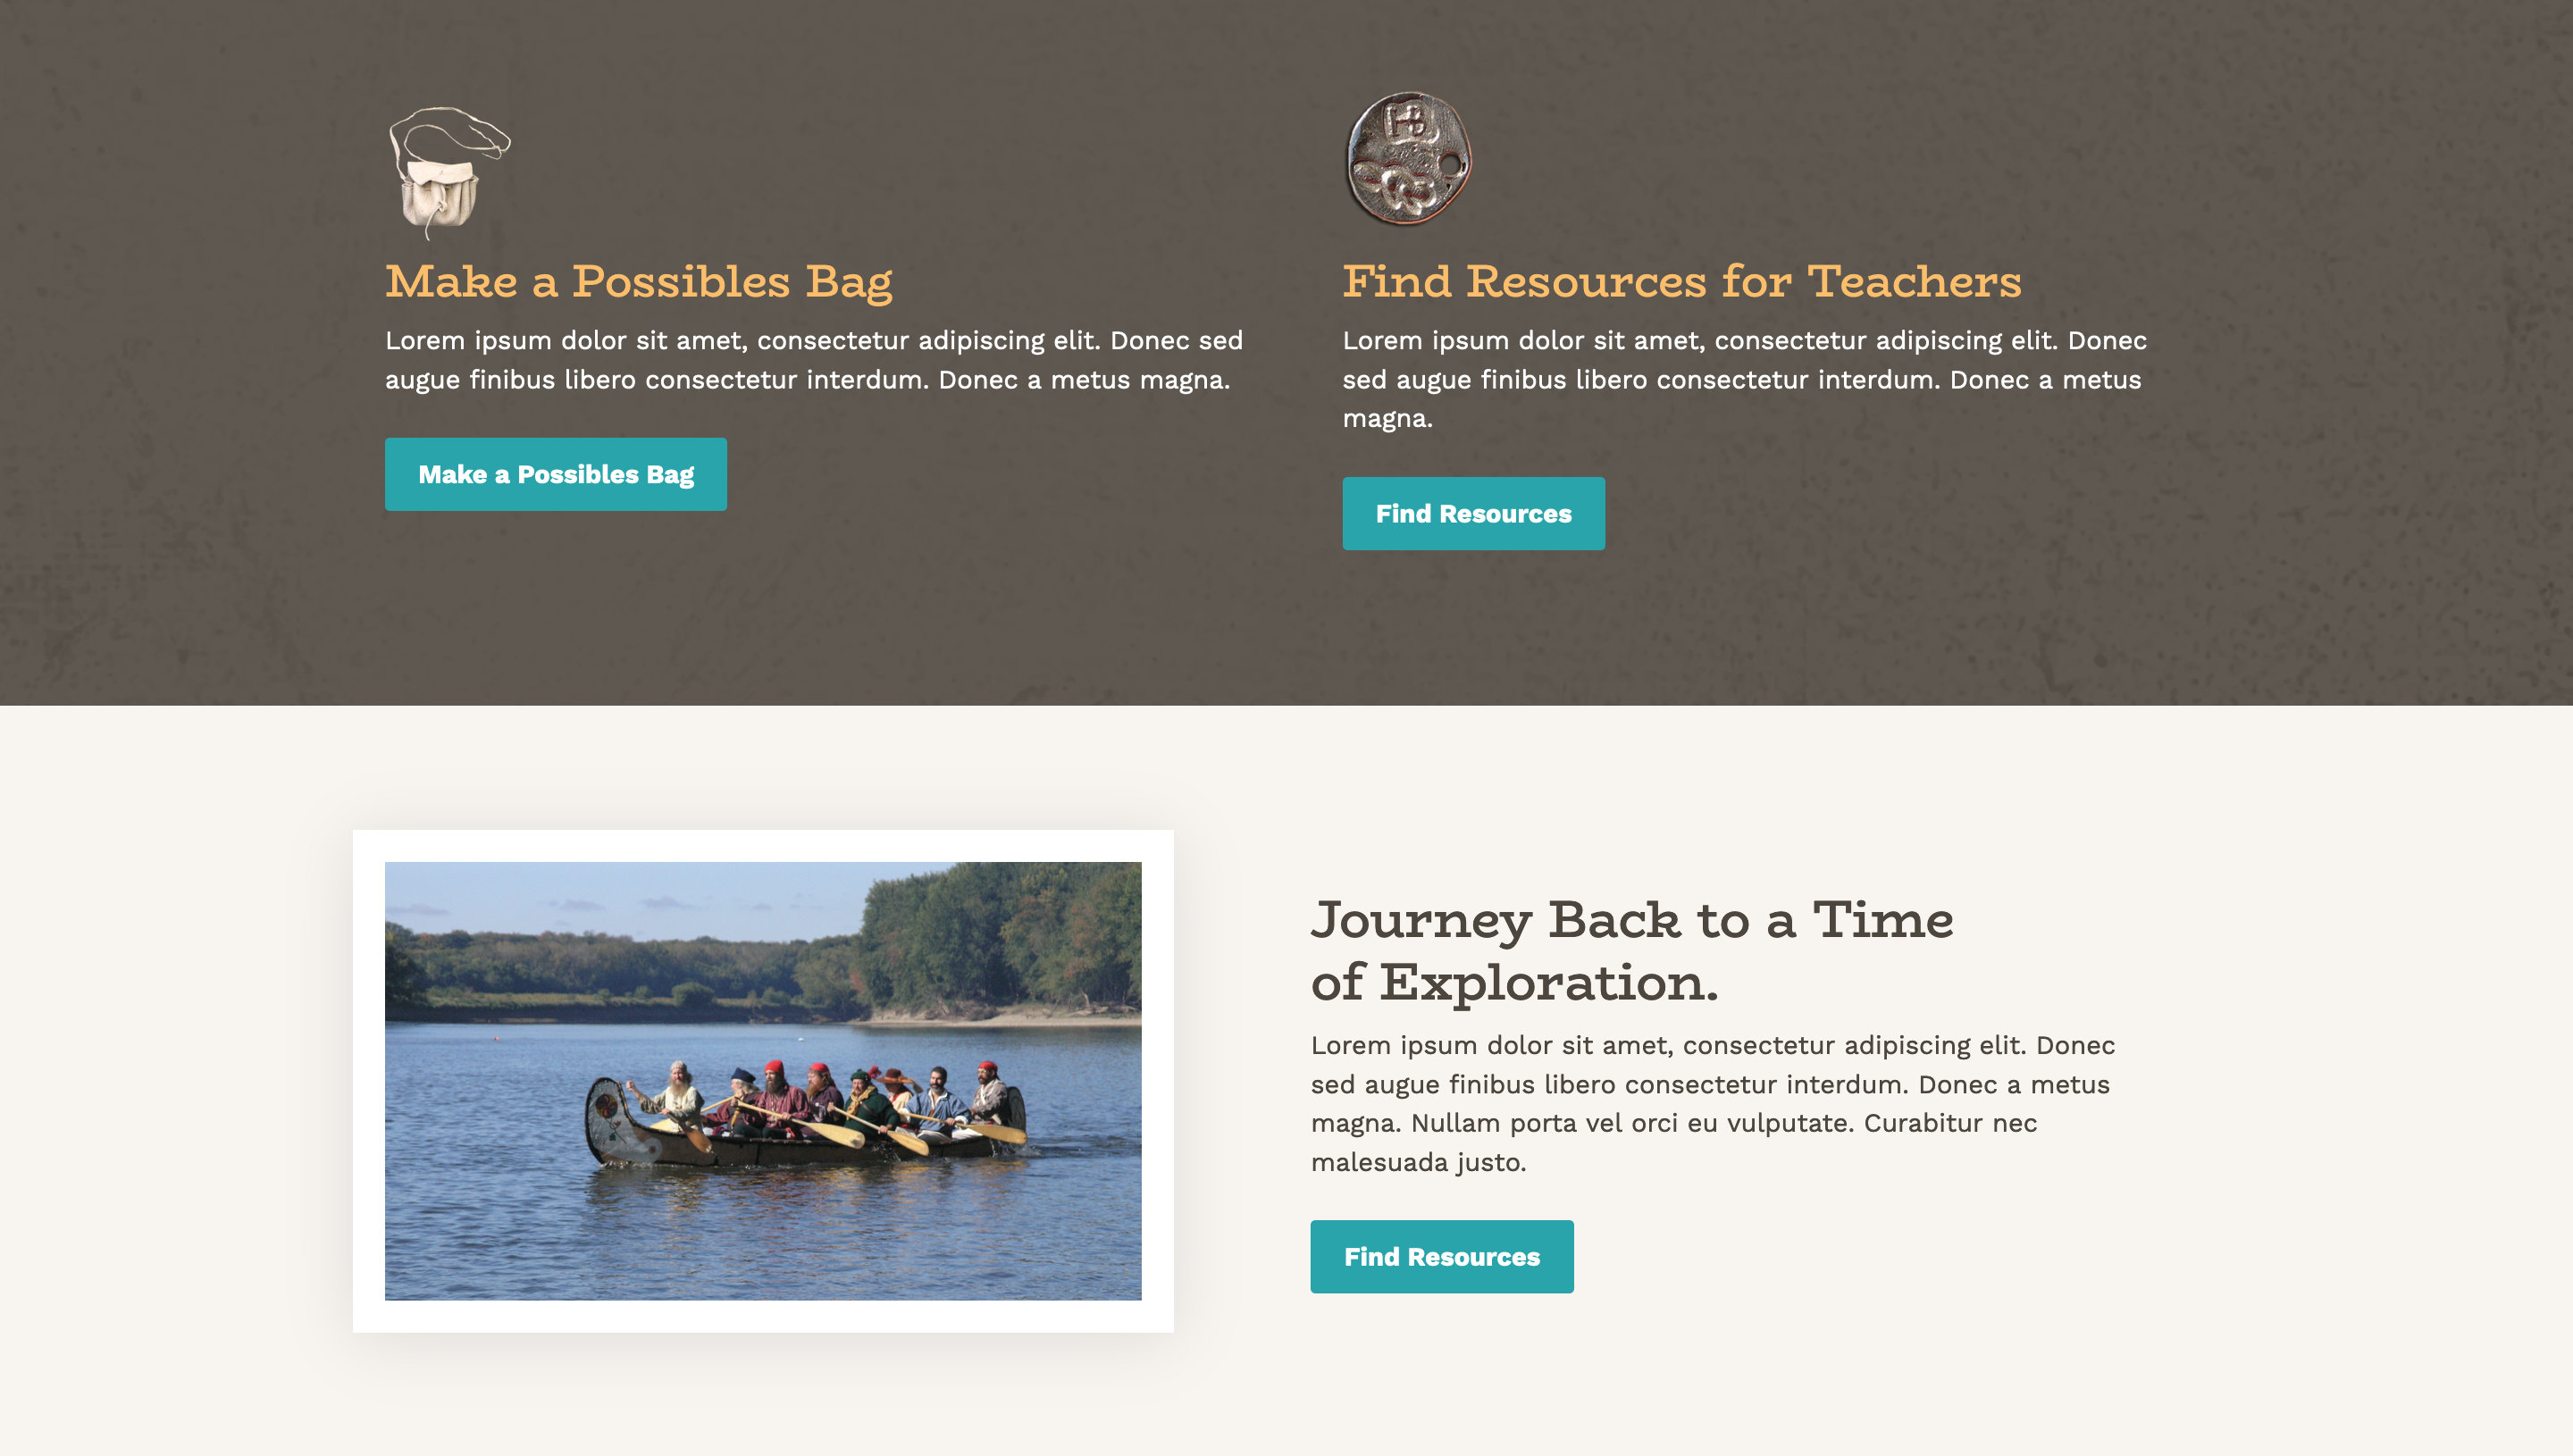 HB
Make a Possibles Bag
Lorem ipsum dolor sit amet, consectetur adipiscing elit. Donec sed
augue finibus libero consectetur interdum. Donec a metus magna.
Make a Possibles Bag
Find Resources for Teachers
Lorem ipsum dolor sit amet, consectetur adipiscing elit. Donec
sed augue finibus libero consectetur interdum. Donec a metus
magna.
Find Resources
Journey Back to a Time
of Exploration.
Lorem ipsum dolor sit amet, consectetur adipiscing elit. Donec
sed augue finibus libero consectetur interdum. Donec a metus
magna. Nullam porta vel orci eu vulputate. Curabitur nec
malesuada justo.
Find Resources